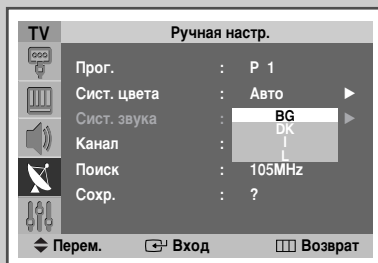 TV Ручная настр.
Прог. : P 1
Сист. цвета : Авто ▶
Сист. звука : BG ▶
DK
Канал : I
L
Поиск : 105MHz
Сохр. : ?
Перем. Вход Возврат